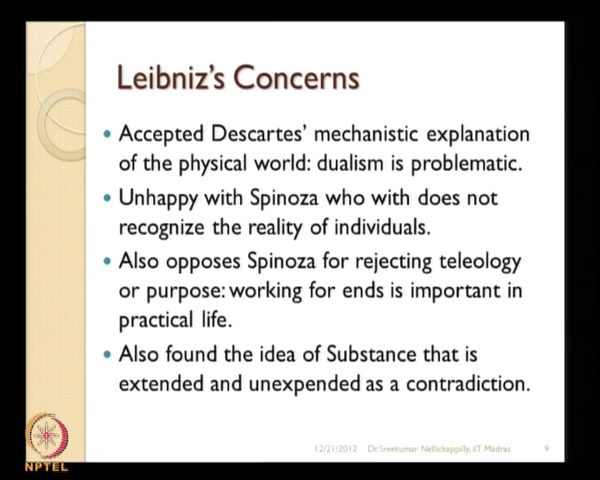 Leibniz's Concerns
• Accepted Descartes' mechanistic explanation
of the physical world: dualism is problematic.
• Unhappy with Spinoza who with does not
recognize the reality of individuals.
• Also opposes Spinoza for rejecting teleology
or purpose: working for ends is important in
practical life.
• Also found the idea of Substance that is
extended and unexpended as a contradiction.
12/21/2012 Dr.Sreekumar Nellickappilly, IIT Madras 9
NPTEL